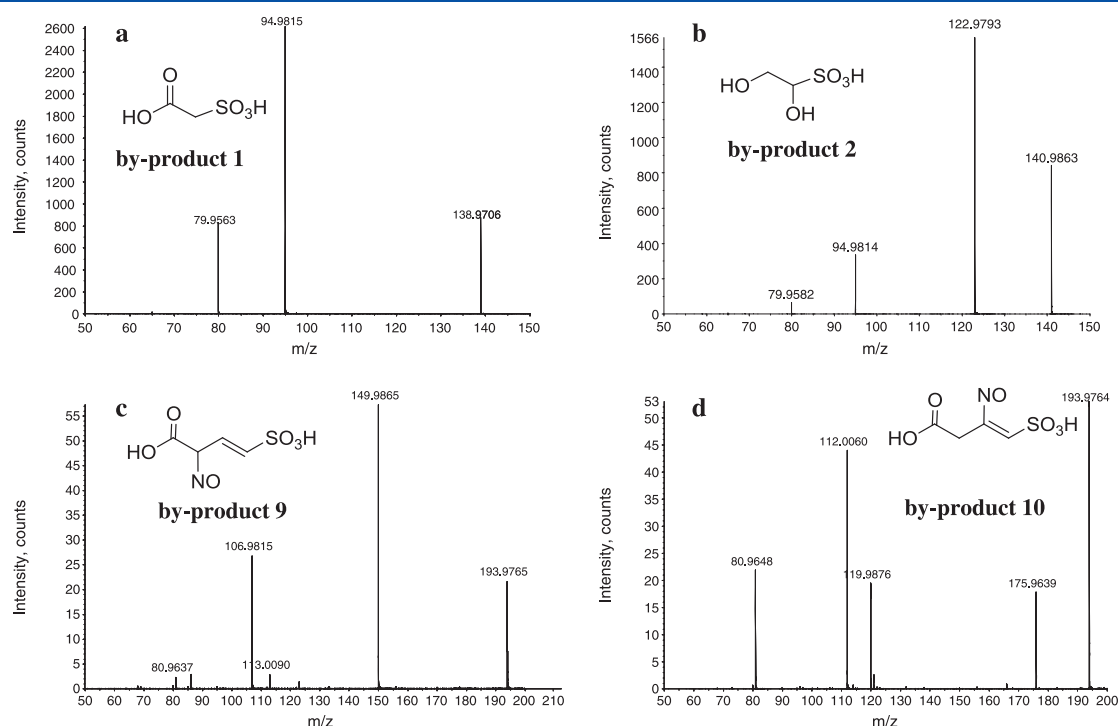 a
94.9815
2600
2400
2200
2000
1800
1600
1400
1200
1000
800
600
400
200
0
Intensity, counts
O
HO
SO₃H
by-product 1
79.9563
138.9706
50 60 70 80 90 100 110 120 130 140 150
m/z
b
122.9793
1566
1400
1200
1000
800
600
400
200
0
Intensity, counts
HO
SO₃H
OH
by-product 2
140.9863
94.9814
79.9582
50 60 70 80 90 100 110 120 130 140 150
m/z
c
149.9865
55
50
45
40
35
30
25
20
15
10
5
0
Intensity, counts
O
HO
SO₃H
NO
by-product 9
106.9815
193.9765
80.9637
113.0090
50 60 70 80 90 100 110 120 130 140 150 160 170 180 190 200 210
m/z
d
193.9764
53
50
45
40
35
30
25
20
15
10
5
0
Intensity, counts
O
NO
HO
SO₃H
by-product 10
112.0060
80.9648
119.9876
175.9639
50 60 70 80 90 100 110 120 130 140 150 160 170 180 190 200
m/z